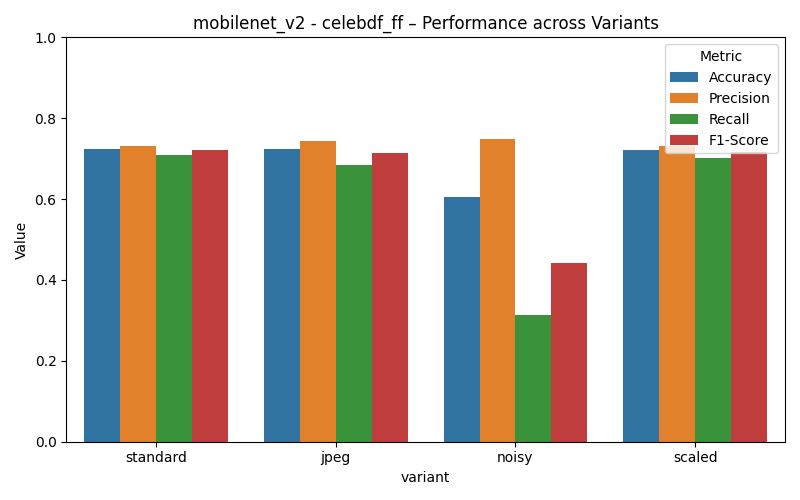 mobilenet_v2 - celebdf_ff – Performance across Variants
1.0
0.8
0.6
0.4
0.2
0.0
Value
Metric
Accuracy
Precision
Recall
F1-Score
standard
jpeg
noisy
scaled
variant